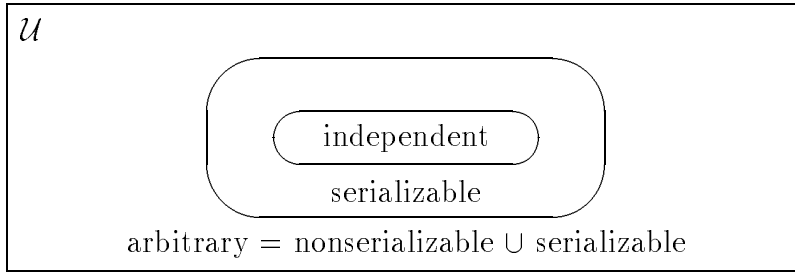 𝒰
independent
serializable
arbitrary = nonserializable ∪ serializable